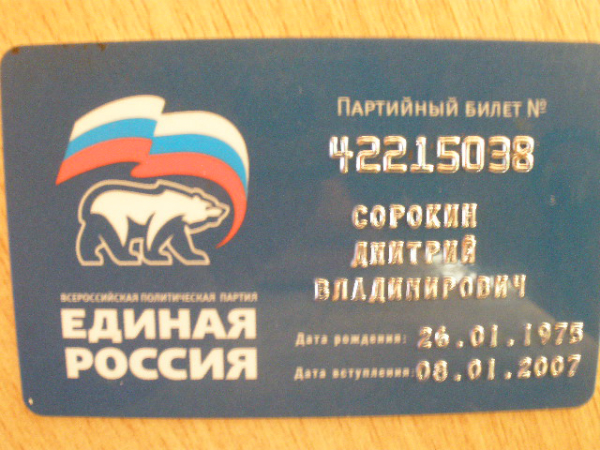 ПАРТИЙНЫЙ БИЛЕТ №
42215038
СОРОКИН
ДМИТРИЙ
ВЛАДИМИРОВИЧ
Дата рождения: 26.01.1975
Дата вступления: 08.01.2007
ВСЕРОССИЙСКАЯ ПОЛИТИЧЕСКАЯ ПАРТИЯ
ЕДИНАЯ
РОССИЯ